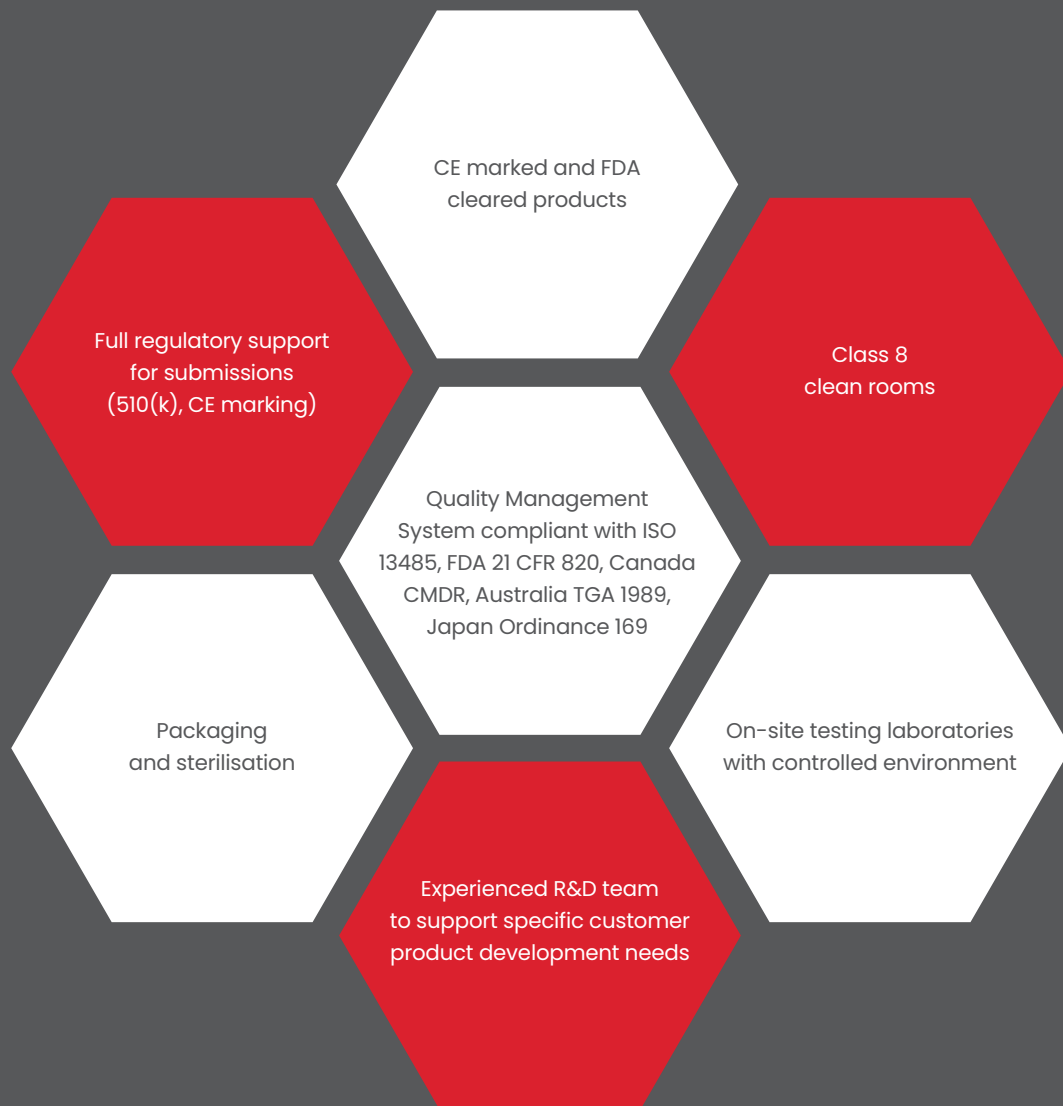 CE marked and FDA
cleared products
Full regulatory support
for submissions
(510(k), CE marking)
Class 8
clean rooms
Quality Management
System compliant with ISO
13485, FDA 21 CFR 820, Canada
CMDR, Australia TGA 1989,
Japan Ordinance 169
Packaging
and sterilisation
On-site testing laboratories
with controlled environment
Experienced R&D team
to support specific customer
product development needs